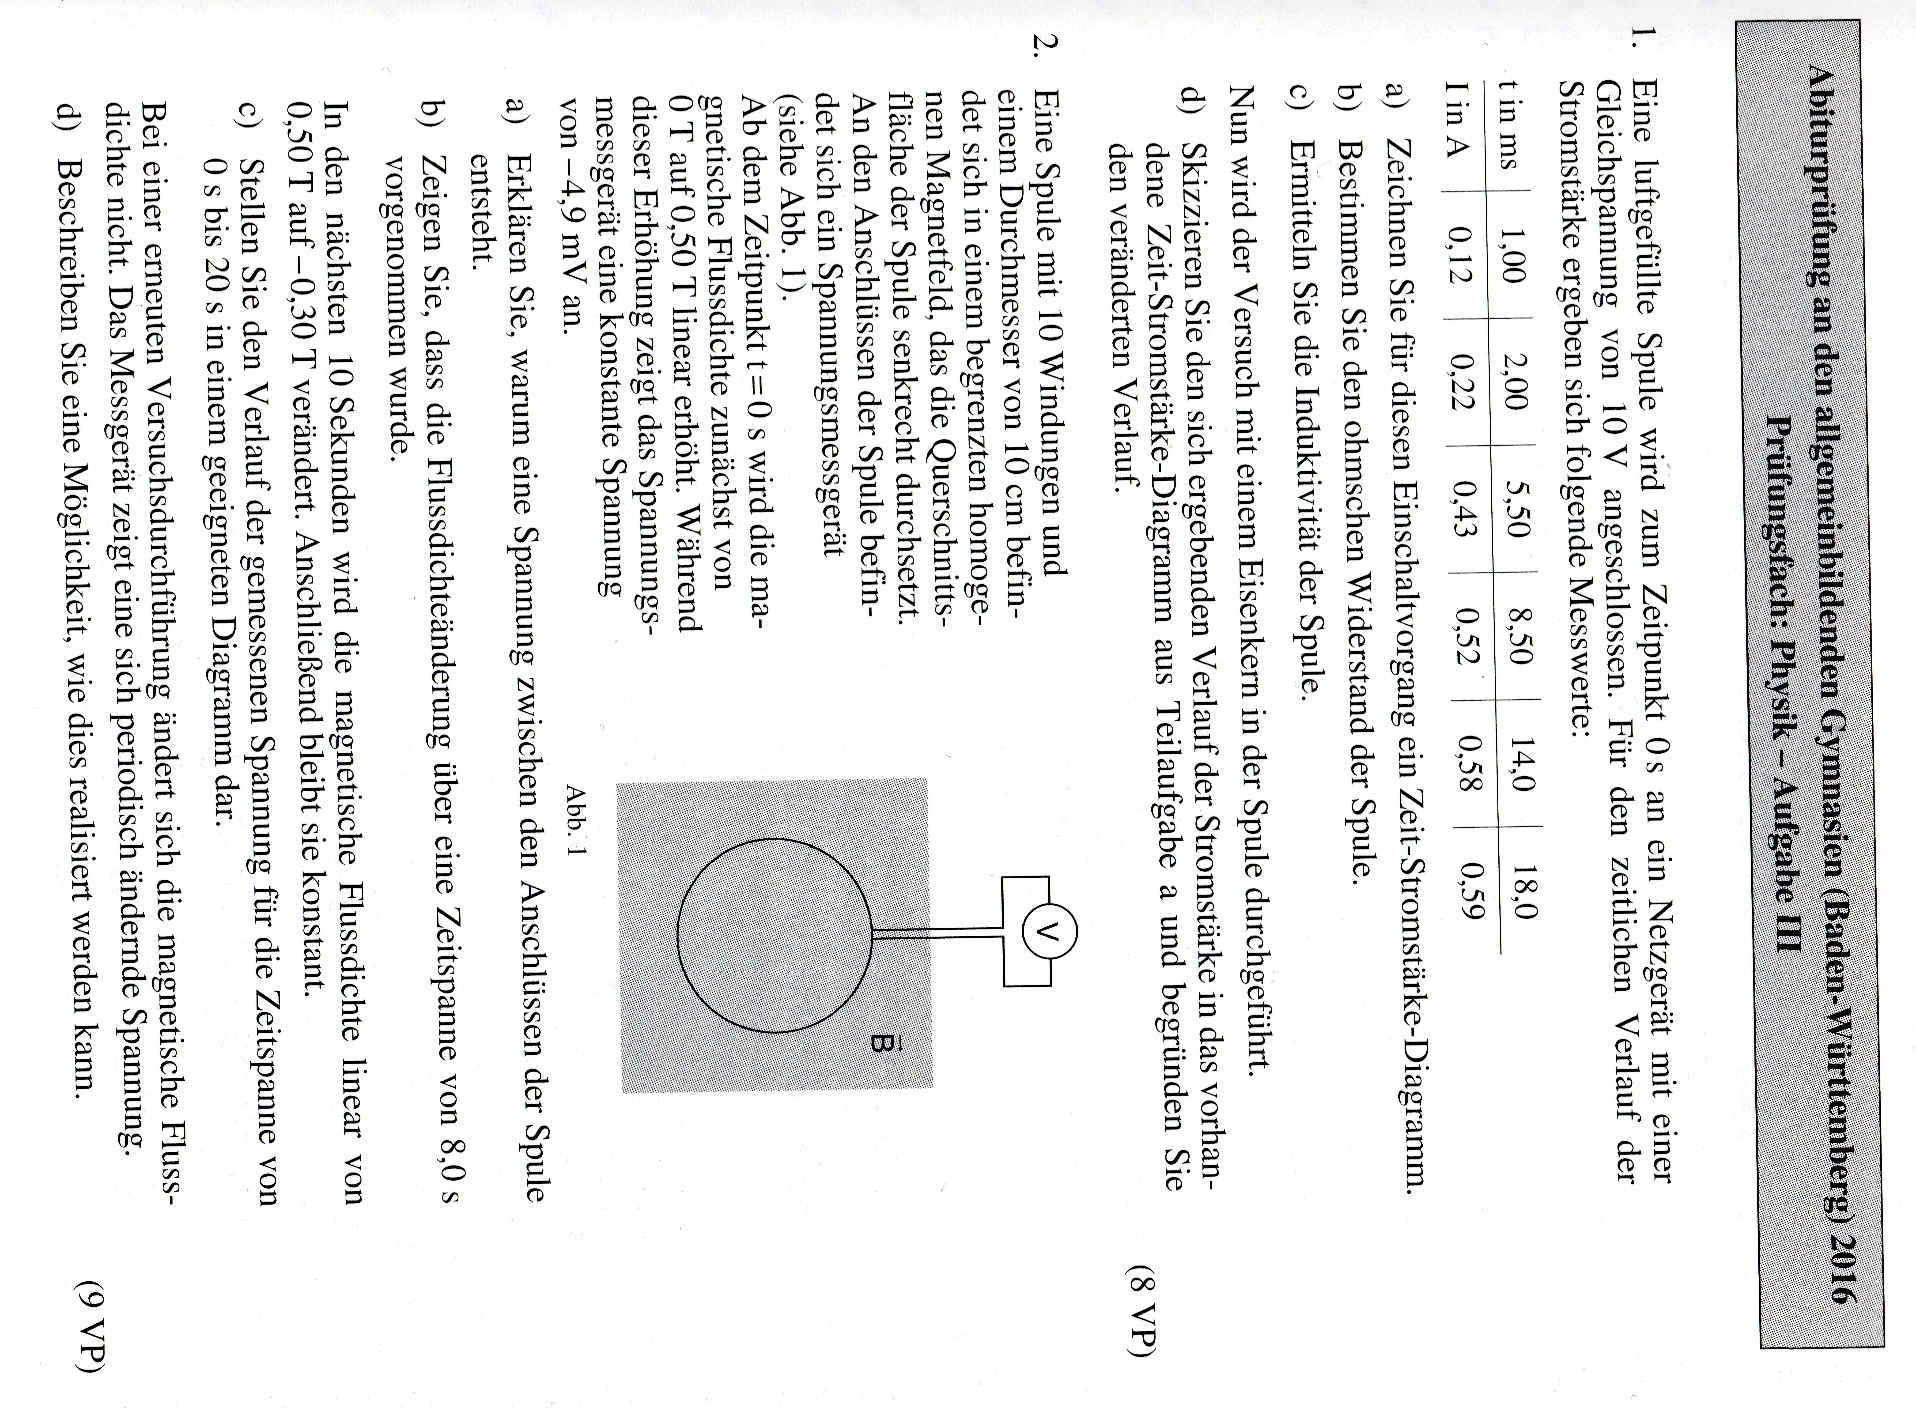 Abiturprüfung an den allgemeinbildenden Gymnasien (Baden-Württemberg) 2016
Prüfungsfach: Physik – Aufgabe III
1. Eine luftgefüllte Spule wird zum Zeitpunkt 0 s an ein Netzgerät mit einer
Gleichspannung von 10 V angeschlossen. Für den zeitlichen Verlauf der
Stromstärke ergeben sich folgende Messwerte:
t in ms 1,00 2,00 5,50 8,50 14,0 18,0
I in A 0,12 0,22 0,43 0,52 0,58 0,59
a) Zeichnen Sie für diesen Einschaltvorgang ein Zeit-Stromstärke-Diagramm.
b) Bestimmen Sie den ohmschen Widerstand der Spule.
c) Ermitteln Sie die Induktivität der Spule.
Nun wird der Versuch mit einem Eisenkern in der Spule durchgeführt.
d) Skizzieren Sie den sich ergebenden Verlauf der Stromstärke in das vorhan-
dene Zeit-Stromstärke-Diagramm aus Teilaufgabe a und begründen Sie
den veränderten Verlauf.
(8 VP)
2. Eine Spule mit 10 Windungen und
einem Durchmesser von 10 cm befin-
det sich in einem begrenzten homoge-
nen Magnetfeld, das die Querschnitts-
fläche der Spule senkrecht durchsetzt.
An den Anschlüssen der Spule befin-
det sich ein Spannungsmessgerät
(siehe Abb. 1).
Ab dem Zeitpunkt t = 0 s wird die ma-
gnetische Flussdichte zunächst von
0 T auf 0,50 T linear erhöht. Während
dieser Erhöhung zeigt das Spannungs-
messgerät eine konstante Spannung
von –4,9 mV an.
V
B⃗
Abb. 1
a) Erklären Sie, warum eine Spannung zwischen den Anschlüssen der Spule
entsteht.
b) Zeigen Sie, dass die Flussdichteänderung über eine Zeitspanne von 8,0 s
vorgenommen wurde.
In den nächsten 10 Sekunden wird die magnetische Flussdichte linear von
0,50 T auf –0,30 T verändert. Anschließend bleibt sie konstant.
c) Stellen Sie den Verlauf der gemessenen Spannung für die Zeitspanne von
0 s bis 20 s in einem geeigneten Diagramm dar.
Bei einer erneuten Versuchsdurchführung ändert sich die magnetische Fluss-
dichte nicht. Das Messgerät zeigt eine sich periodisch ändernde Spannung.
d) Beschreiben Sie eine Möglichkeit, wie dies realisiert werden kann.
(9 VP)